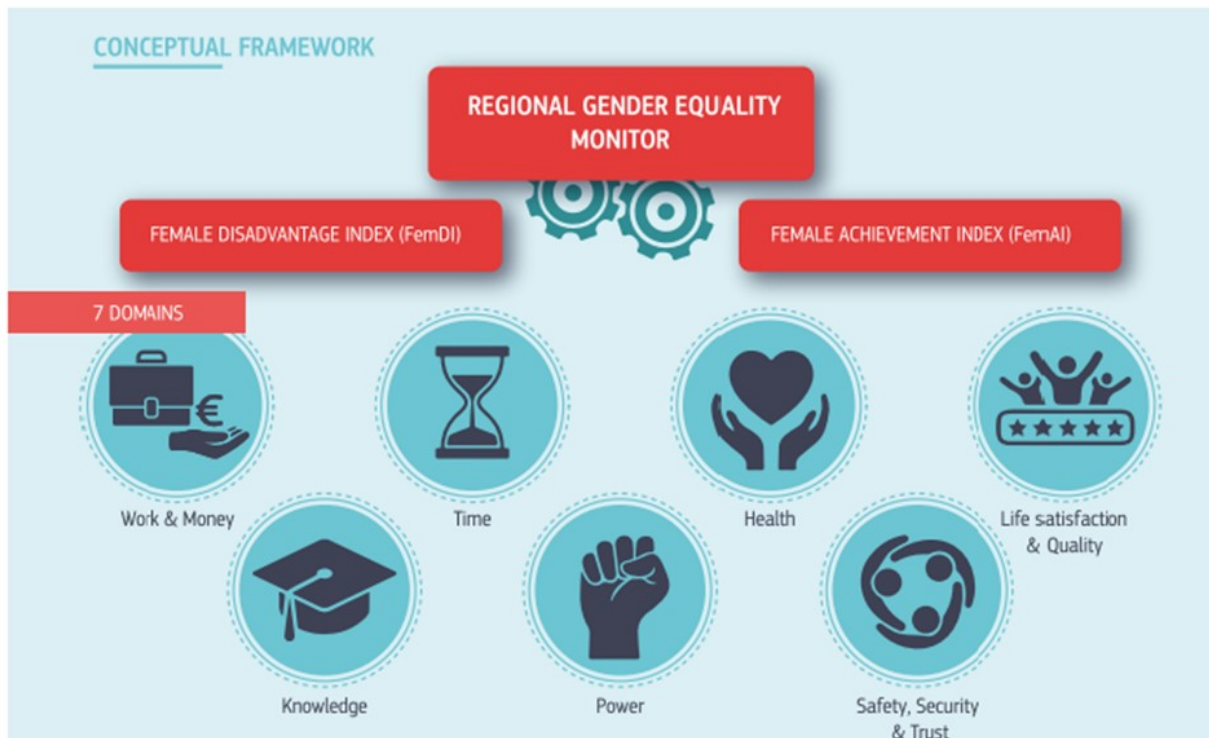 CONCEPTUAL FRAMEWORK
REGIONAL GENDER EQUALITY
MONITOR
FEMALE DISADVANTAGE INDEX (FemDI)
FEMALE ACHIEVEMENT INDEX (FemAI)
7 DOMAINS
€
Work & Money
Time
Health
Life satisfaction
& Quality
Knowledge
Power
Safety, Security
& Trust